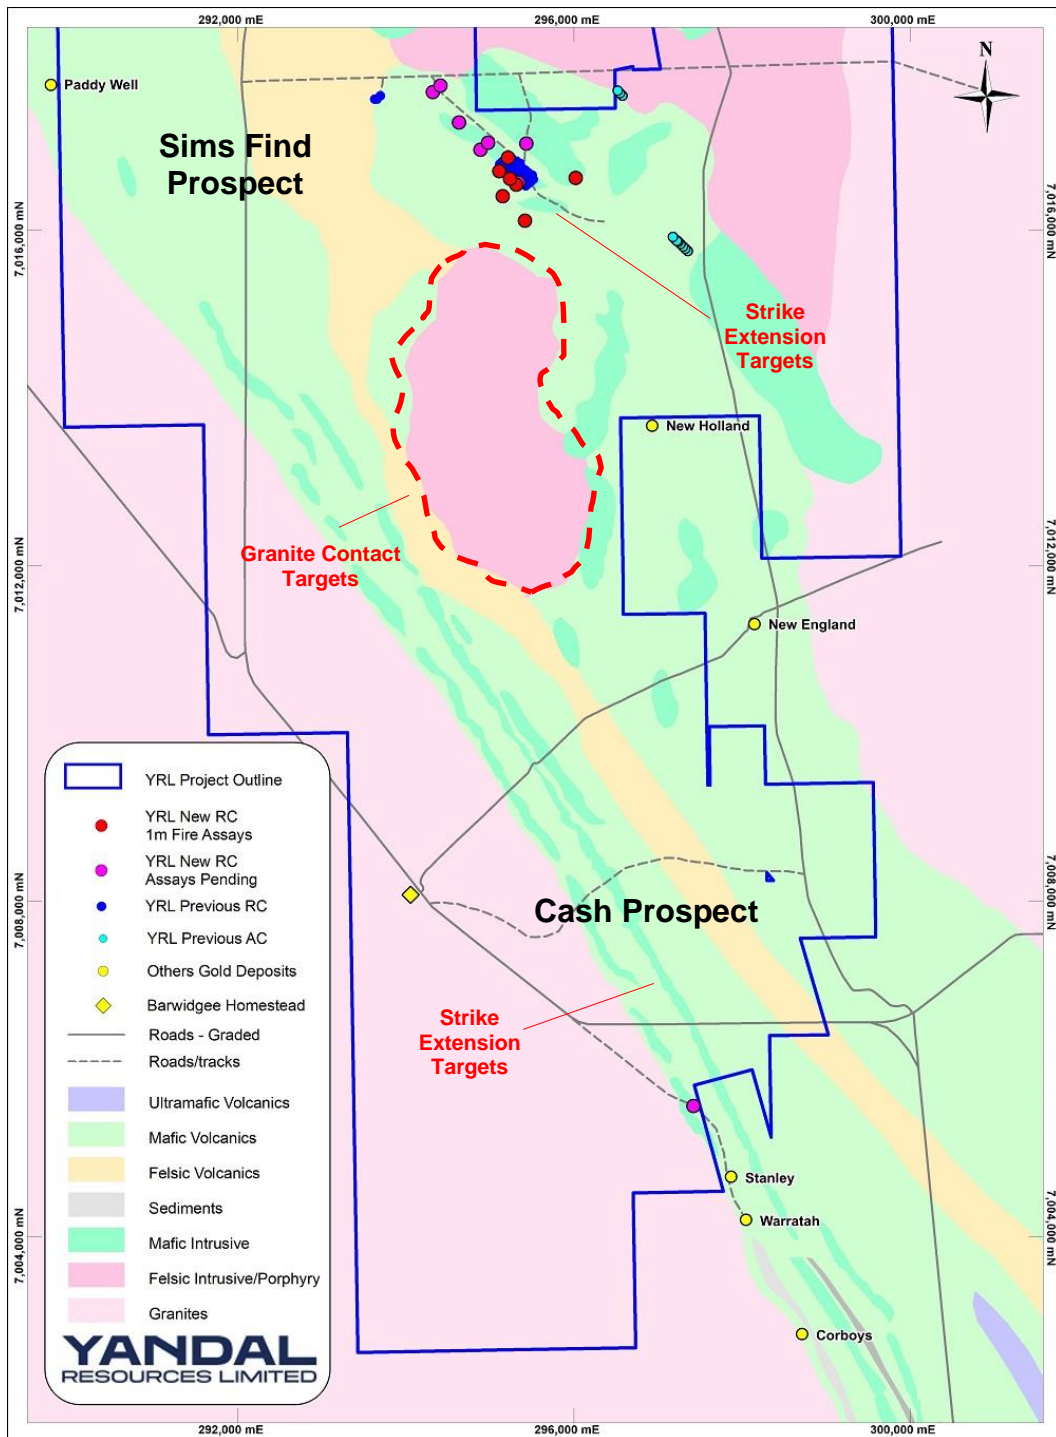 292,000 mE
296,000 mE
300,000 mE
N
Paddy Well
Sims Find
Prospect
7,016,000 mN
7,016,000 mN
Strike
Extension
Targets
New Holland
Granite Contact
Targets
7,012,000 mN
7,012,000 mN
New England
YRL Project Outline
YRL New RC
1m Fire Assays
YRL New RC
Assays Pending
YRL Previous RC
YRL Previous AC
Others Gold Deposits
Barwidgee Homestead
Roads - Graded
Roads/tracks
Ultramafic Volcanics
Mafic Volcanics
Felsic Volcanics
Sediments
Mafic Intrusive
Felsic Intrusive/Porphyry
Granites
YANDAL
RESOURCES LIMITED
7,008,000 mN
7,008,000 mN
Cash Prospect
Strike
Extension
Targets
Stanley
Warratah
7,004,000 mN
7,004,000 mN
Corboys
292,000 mE
296,000 mE
300,000 mE